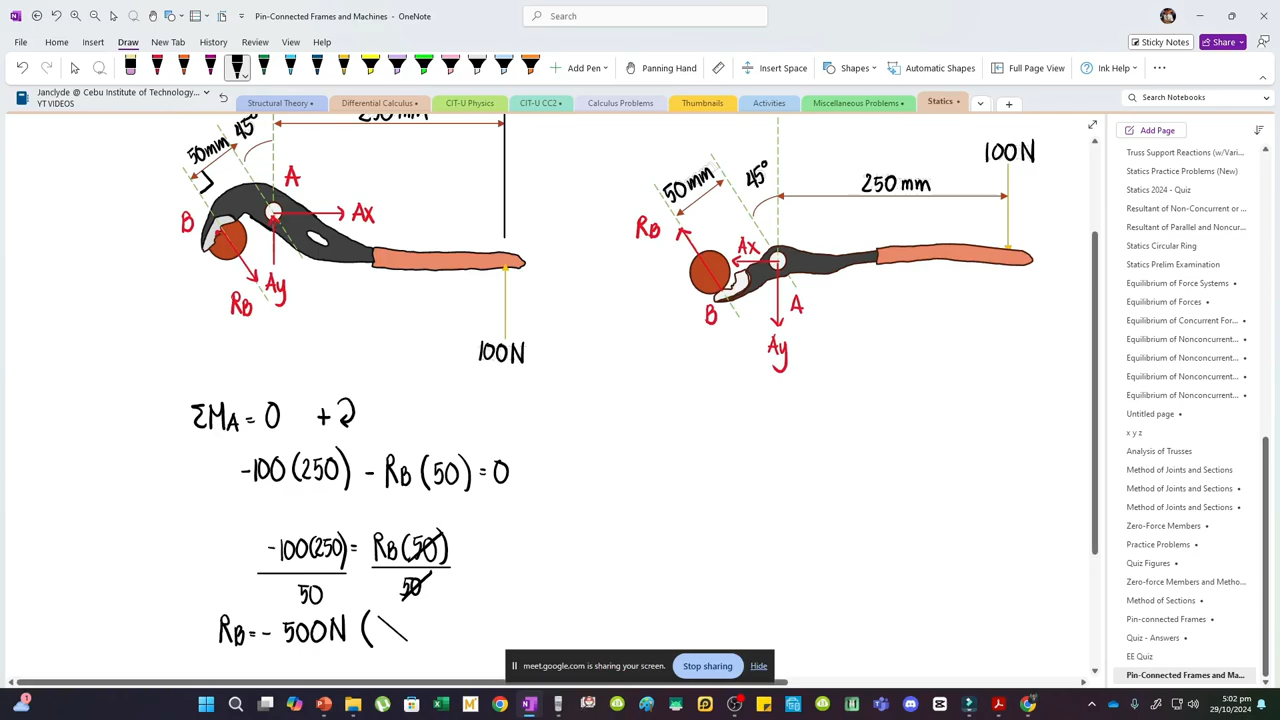 Pin-Connected Frames and Machines - OneNote
Search
File Home Insert Draw New Tab History Review View Help
Sticky Notes Share
Add Pen Panning Hand Insert Space Shapes Automatic Shapes Full Page View Ink Help
Janclyde @ Cebu Institute of Technology...
YT VIDEOS
Structural Theory Differential Calculus CIT-U Physics CIT-U CC2 Calculus Problems Thumbnails Activities Miscellaneous Problems Statics
Search Notebooks
Add Page
Truss Support Reactions (w/Vari...
Statics Practice Problems (New)
Statics 2024 - Quiz
Resultant of Non-Concurrent or ...
Resultant of Parallel and Noncur...
Statics Circular Ring
Statics Prelim Examination
Equilibrium of Force Systems
Equilibrium of Forces
Equilibrium of Concurrent For...
Equilibrium of Nonconcurrent...
Equilibrium of Nonconcurrent...
Equilibrium of Nonconcurrent...
Equilibrium of Nonconcurrent...
Untitled page
x y z
Analysis of Trusses
Method of Joints and Sections
Method of Joints and Sections
Method of Joints and Sections
Zero-Force Members
Practice Problems
Quiz Figures
Zero-force Members and Metho...
Method of Sections
Pin-connected Frames
Quiz - Answers
EE Quiz
Pin-Connected Frames and Ma...
250mm
45°
50mm
A
B
Ax
Ay
RB
100N
100N
250mm
45°
50mm
RB
Ax
B
A
Ay
ΣMA = 0 +
-100(250) - RB(50) = 0
-100(250) = RB(50)
50 50
RB = - 500N (
meet.google.com is sharing your screen.
Stop sharing
Hide
1
5:02 pm
29/10/2024